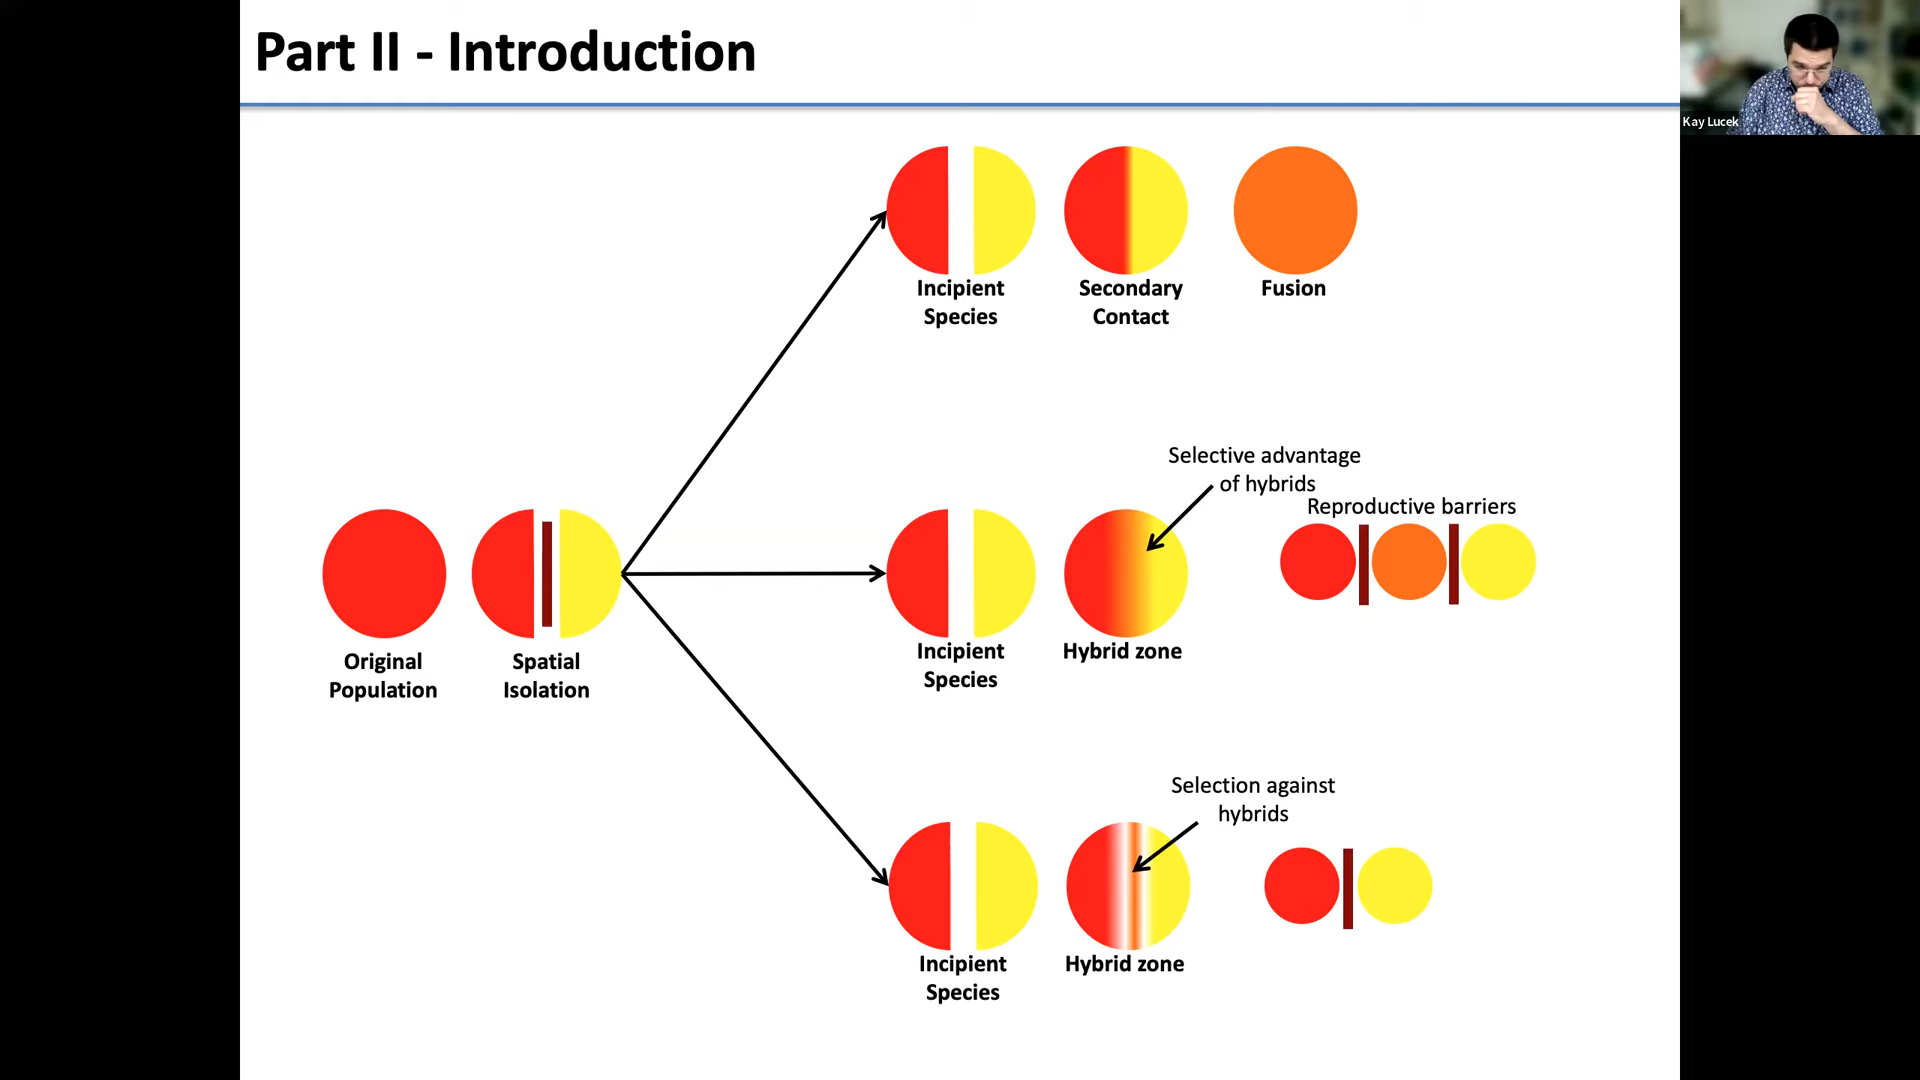 Part II - Introduction
Kay Lucek
Incipient
Species
Secondary
Contact
Fusion
Selective advantage
of hybrids
Reproductive barriers
Original
Population
Spatial
Isolation
Incipient
Species
Hybrid zone
Selection against
hybrids
Incipient
Species
Hybrid zone